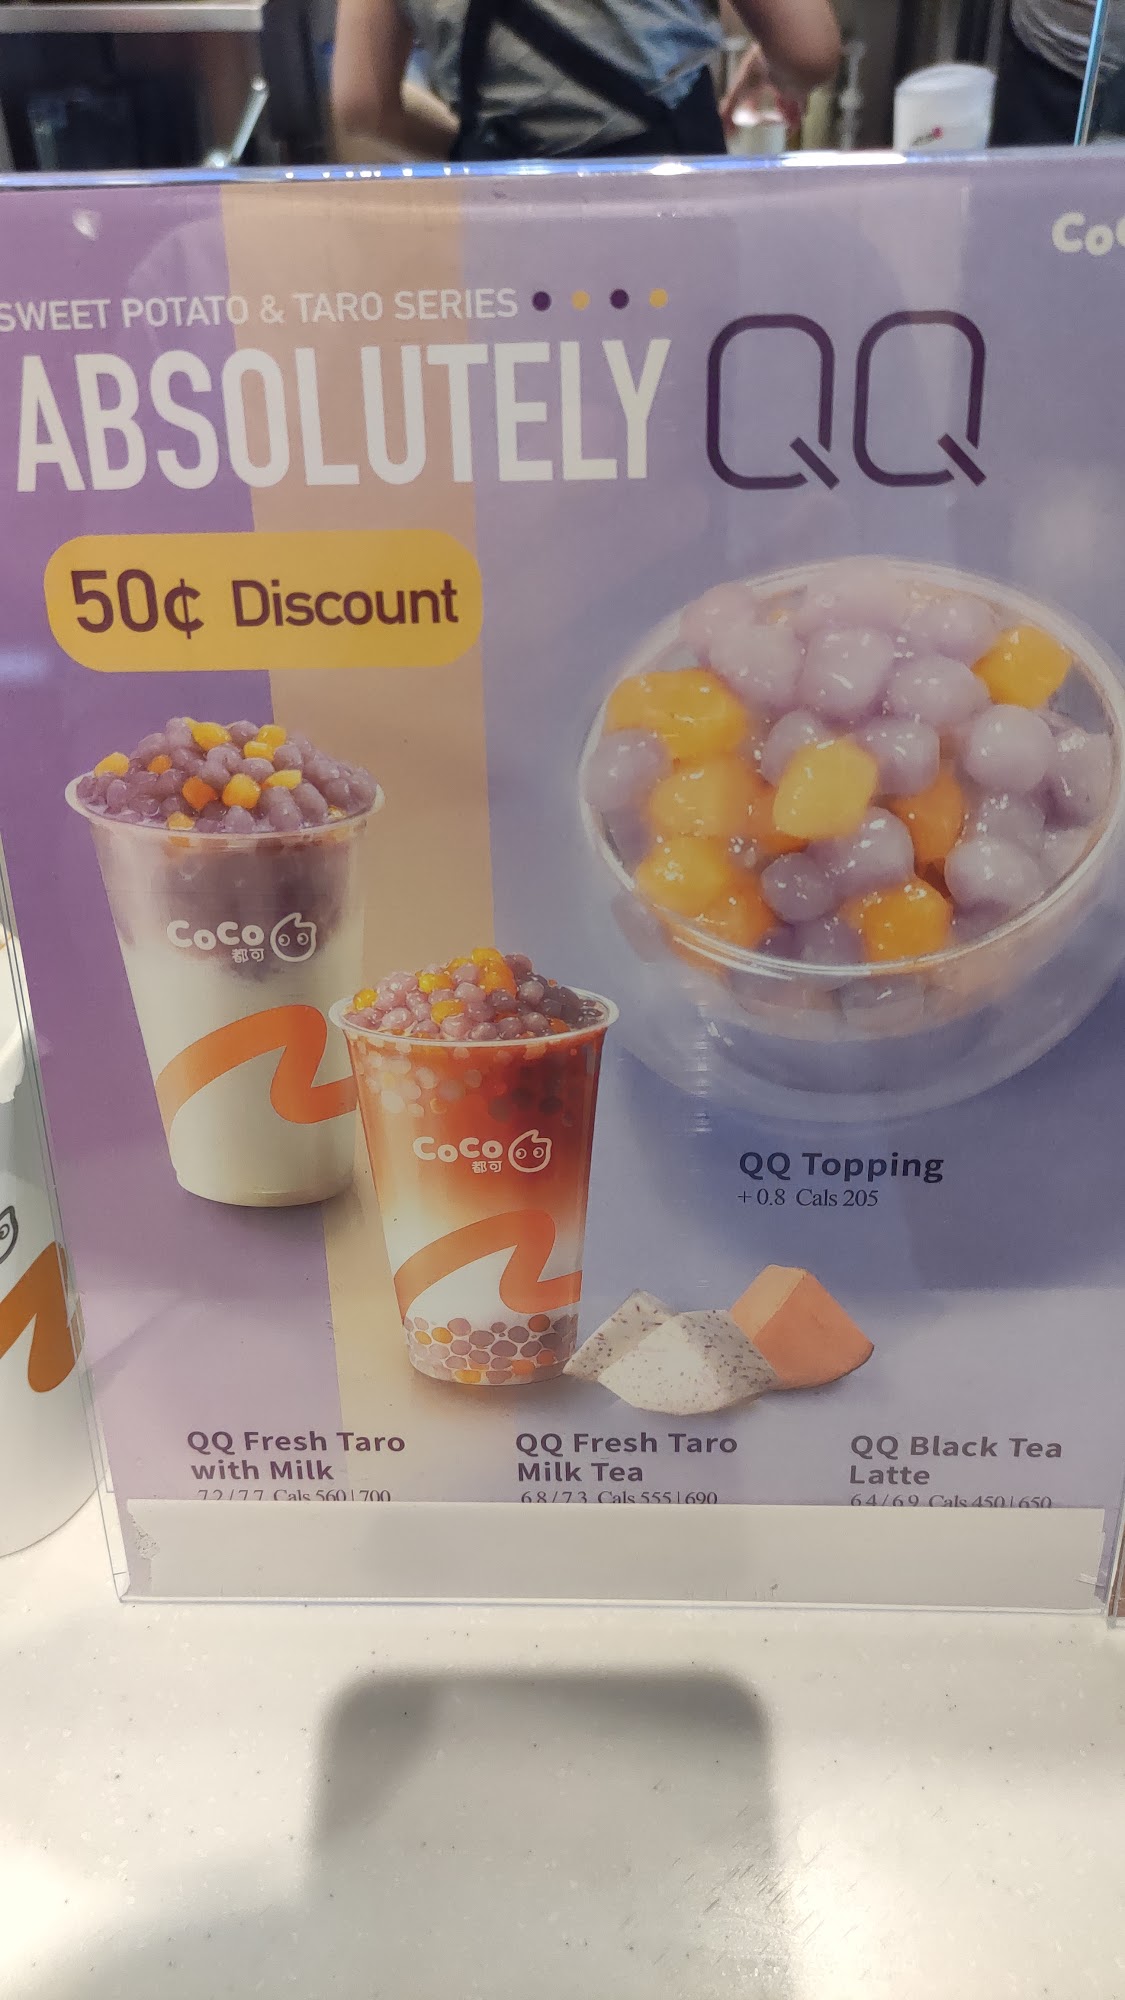 CoC
SWEET POTATO & TARO SERIES
ABSOLUTELY QQ
50¢ Discount
CoCo
都可
CoCo
都可
QQ Topping
+0.8 Cals 205
QQ Fresh Taro
with Milk
7.2/7.7 Cals 560|700
QQ Fresh Taro
Milk Tea
6.8/7.3 Cals 555|690
QQ Black Tea
Latte
6.4/6.9 Cals 450|650